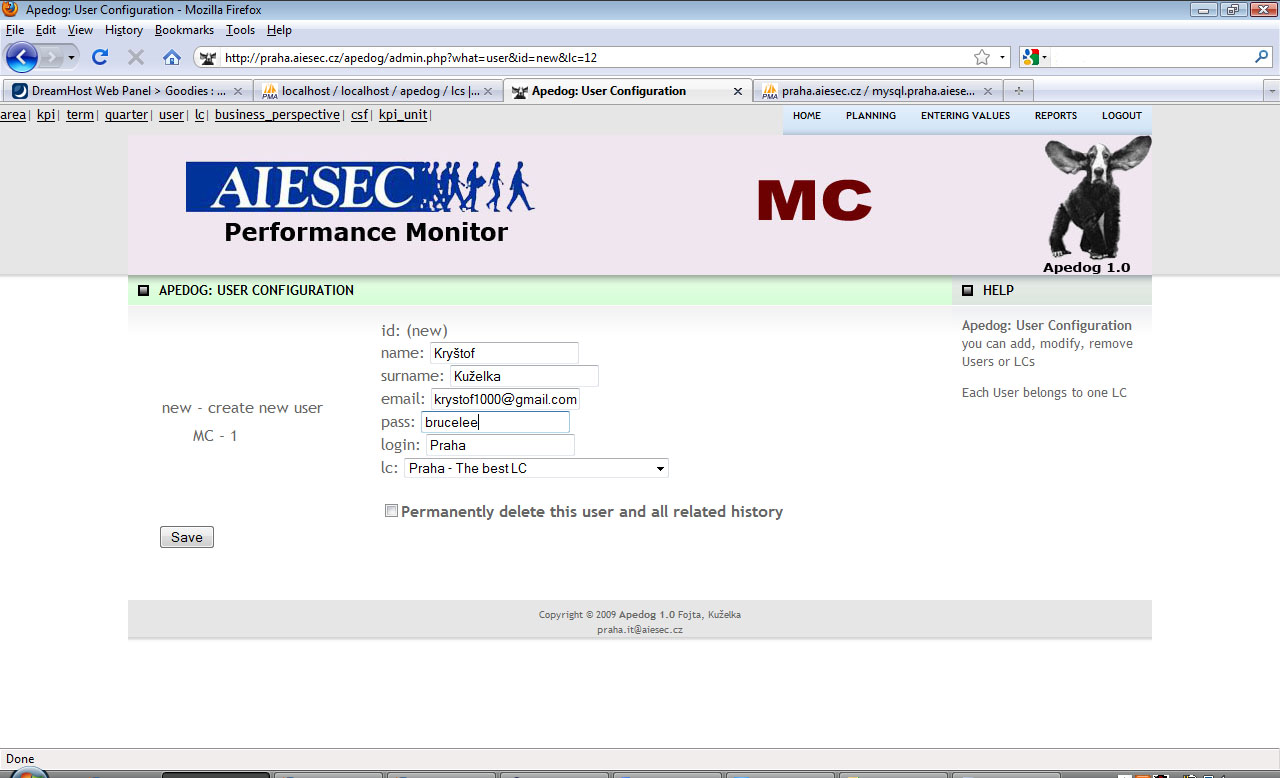 Apedog: User Configuration - Mozilla Firefox
File Edit View History Bookmarks Tools Help
http://praha.aiesec.cz/apedog/admin.php?what=user&id=new&lc=12
DreamHost Web Panel > Goodies : ...
localhost / localhost / apedog / lcs |...
Apedog: User Configuration
praha.aiesec.cz / mysql.praha.aiese...
area| kpi| term| quarter| user| lc| business_perspective| csf| kpi_unit|
HOME PLANNING ENTERING VALUES REPORTS LOGOUT
AIESEC
Performance Monitor
MC
Apedog 1.0
APEDOG: USER CONFIGURATION
new - create new user
MC - 1
id: (new)
name: Kryštof
surname: Kuželka
email: krystof1000@gmail.com
pass: brucelee
login: Praha
lc: Praha - The best LC
Permanently delete this user and all related history
Save
HELP
Apedog: User Configuration
you can add, modify, remove
Users or LCs
Each User belongs to one LC
Copyright © 2009 Apedog 1.0 Fojta, Kuželka
praha.it@aiesec.cz
Done